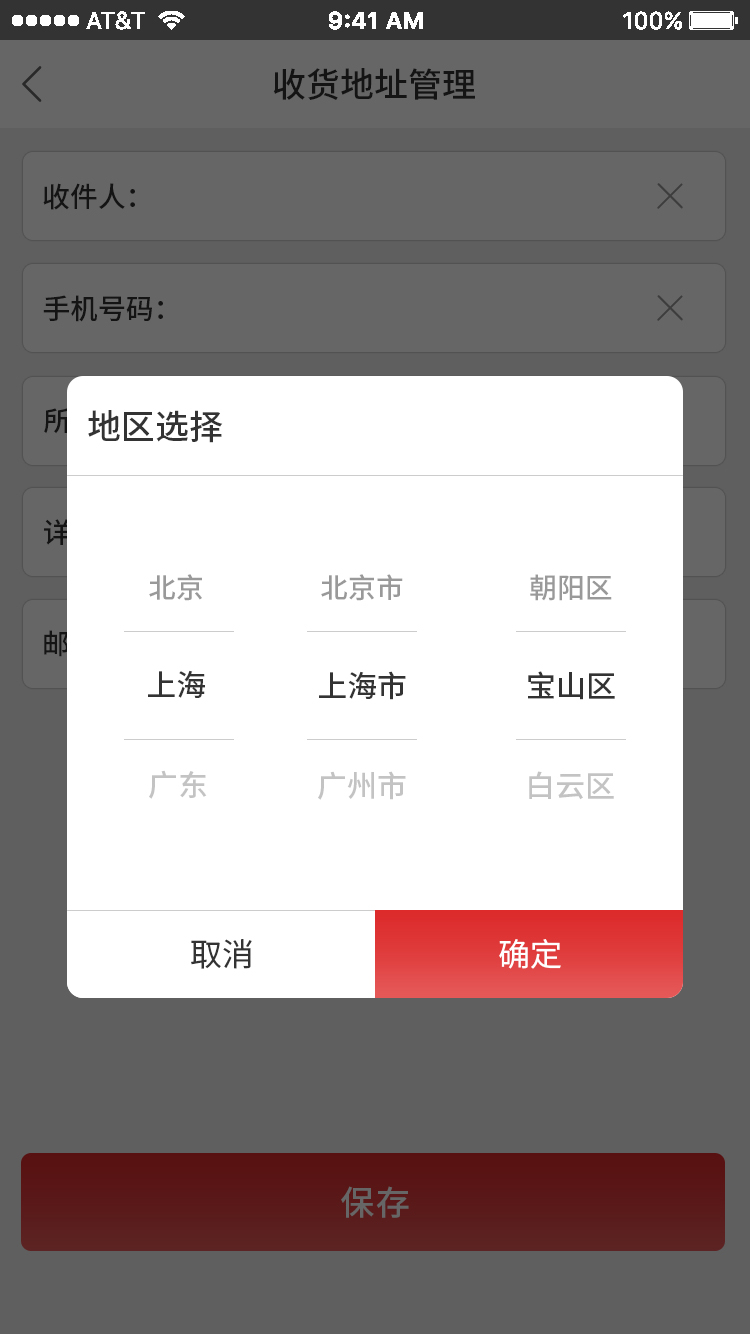 AT&T 9:41 AM 100%
收货地址管理
收件人：
手机号码：
所
地区选择
详
北京 北京市 朝阳区
邮
上海 上海市 宝山区
广东 广州市 白云区
取消 确定
保存